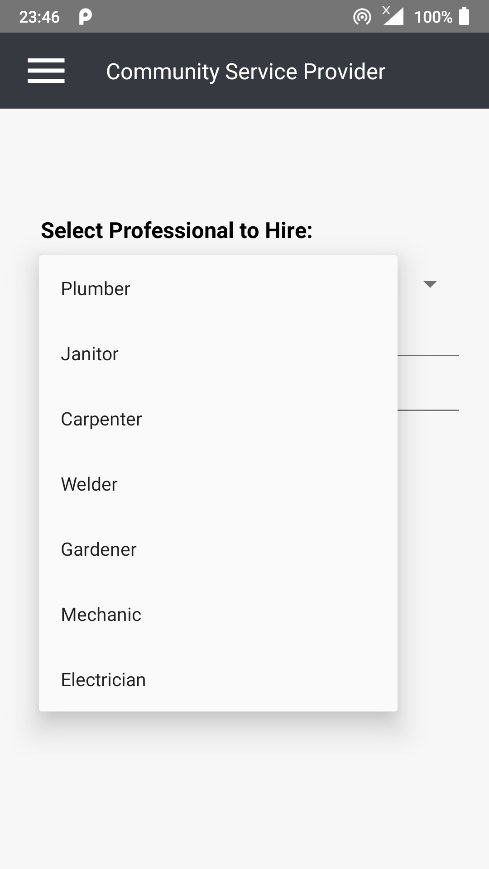 23:46
100%
Community Service Provider
Select Professional to Hire:
Plumber
Janitor
Carpenter
Welder
Gardener
Mechanic
Electrician